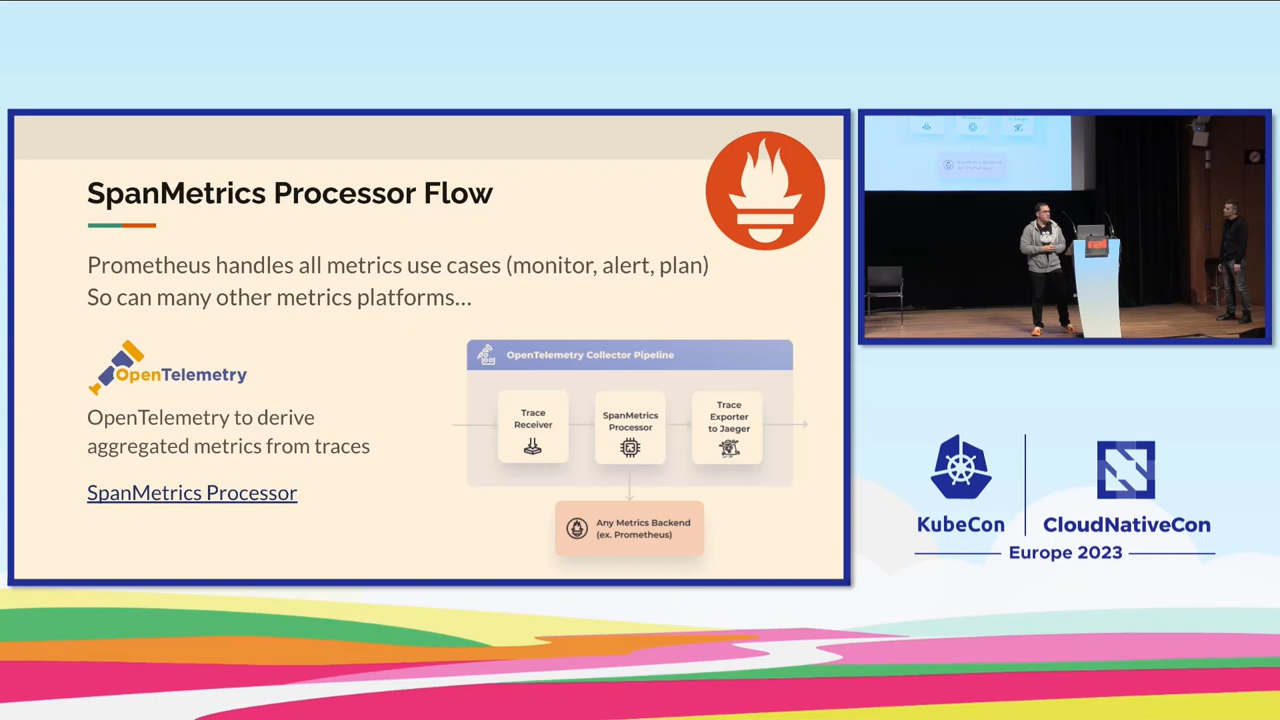 SpanMetrics Processor Flow
Prometheus handles all metrics use cases (monitor, alert, plan)
So can many other metrics platforms...
OpenTelemetry
OpenTelemetry to derive
aggregated metrics from traces
SpanMetrics Processor
OpenTelemetry Collector Pipeline
Trace
Receiver
SpanMetrics
Processor
Trace
Exporter
to Jaeger
Any Metrics Backend
(ex. Prometheus)
KubeCon
CloudNativeCon
Europe 2023